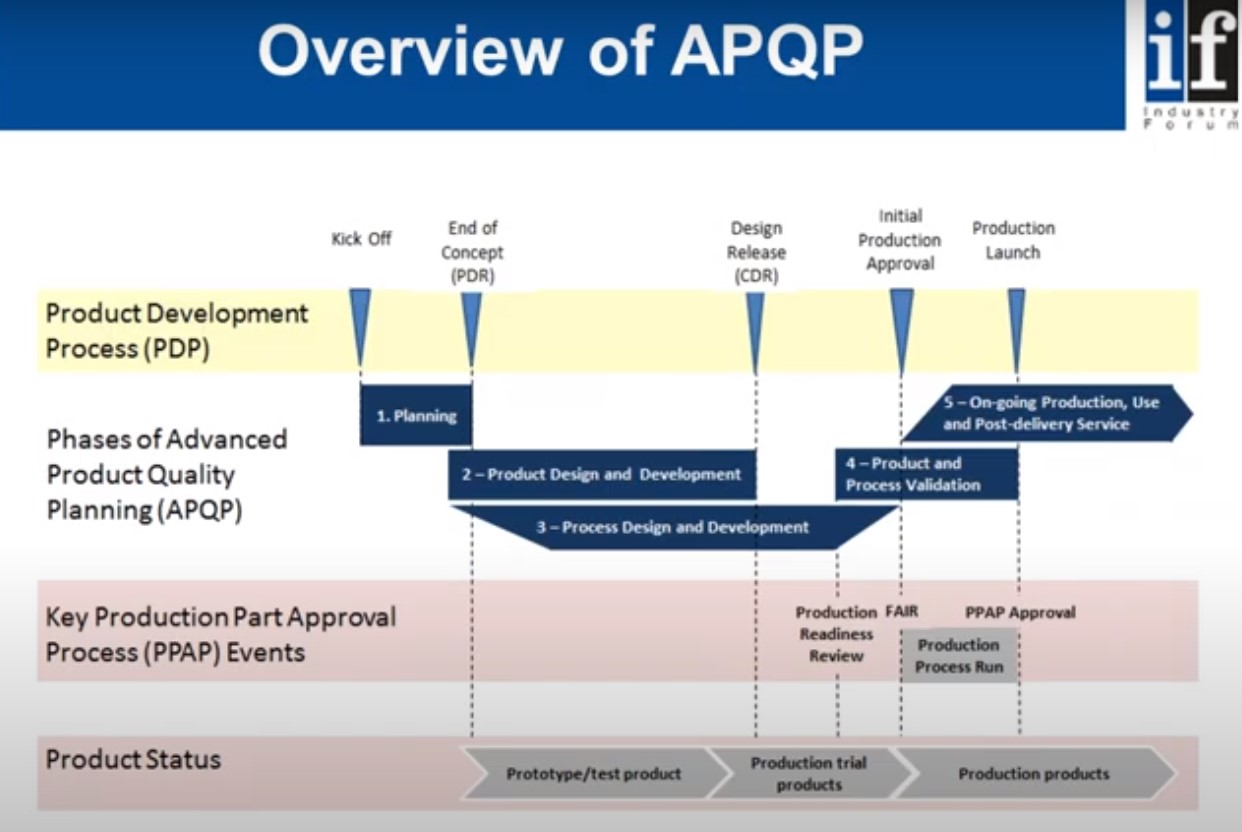 Overview of APQP
if
Industry
Forum
Kick Off
End of
Concept
(PDR)
Design
Release
(CDR)
Initial
Production
Approval
Production
Launch
Product Development
Process (PDP)
Phases of Advanced
Product Quality
Planning (APQP)
1. Planning
2 – Product Design and Development
3 – Process Design and Development
4 – Product and
Process Validation
5 – On-going Production, Use
and Post-delivery Service
Key Production Part Approval
Process (PPAP) Events
Production
Readiness
Review
FAIR
PPAP Approval
Production
Process Run
Product Status
Prototype/test product
Production trial
products
Production products